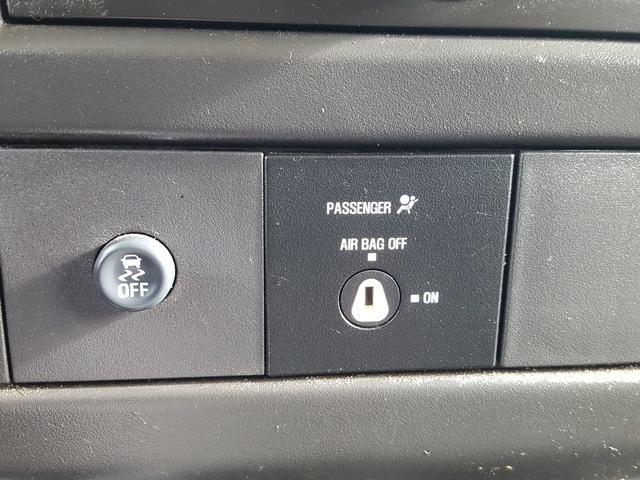 PASSENGER
AIR BAG OFF
ON
OFF